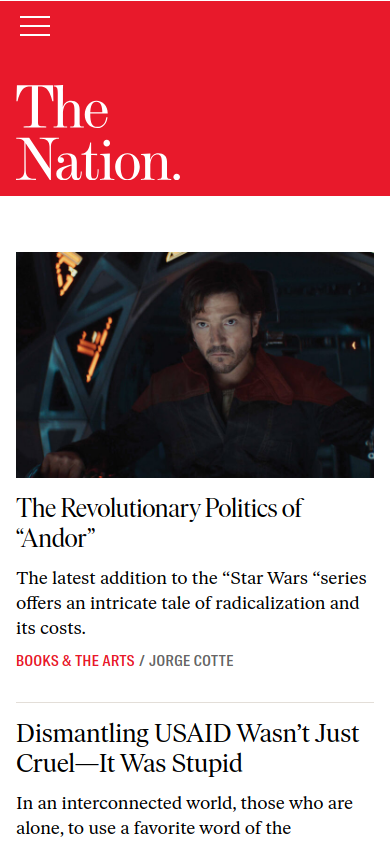 The
Nation.
The Revolutionary Politics of
“Andor”
The latest addition to the “Star Wars “series
offers an intricate tale of radicalization and
its costs.
BOOKS & THE ARTS / JORGE COTTE
Dismantling USAID Wasn’t Just
Cruel—It Was Stupid
In an interconnected world, those who are
alone, to use a favorite word of the